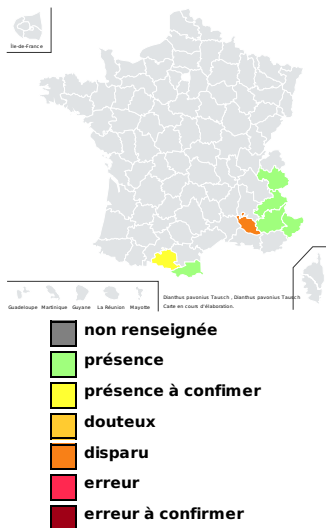 Île-de-France
Guadeloupe Martinique Guyane La Réunion Mayotte
Dianthus pavonius Tausch , Dianthus pavonius Tausch
Carte en cours d'élaboration.
non renseignée
présence
présence à confimer
douteux
disparu
erreur
erreur à confirmer